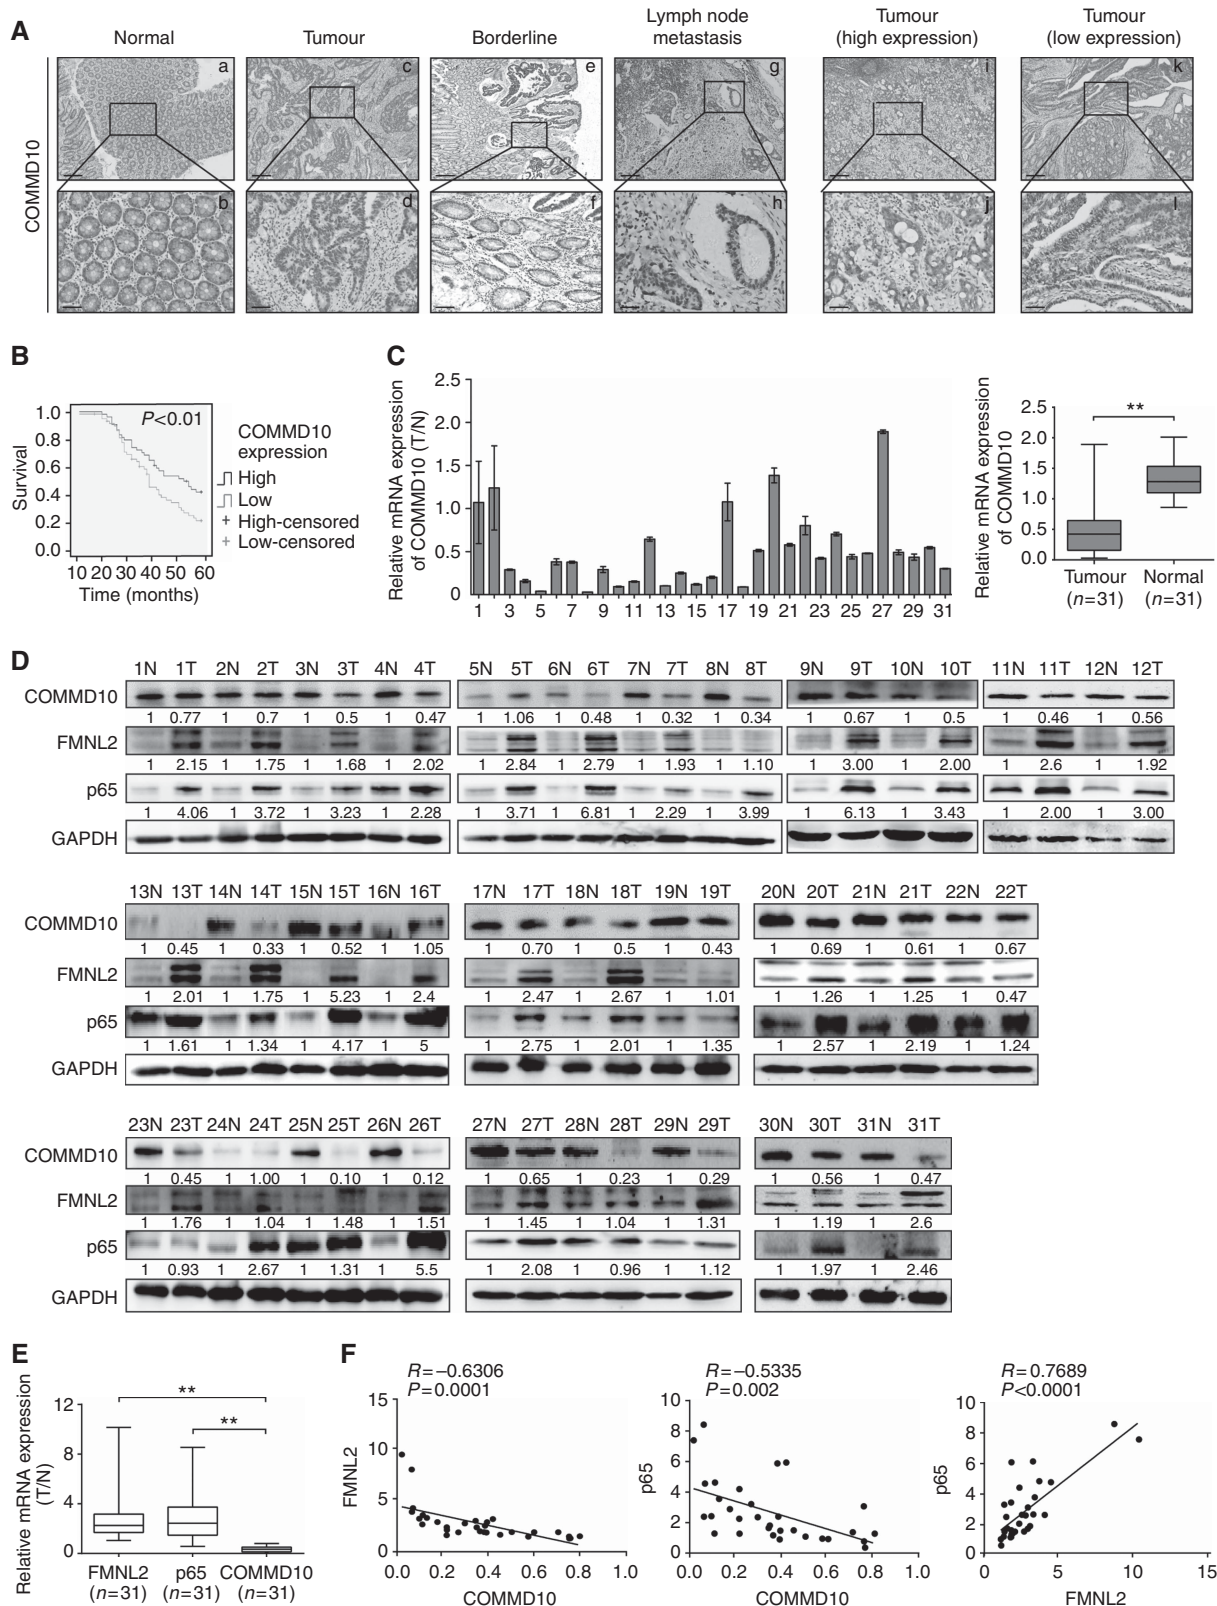 A
Normal
Tumour
Borderline
Lymph node
metastasis
Tumour
(high expression)
Tumour
(low expression)
COMMD10
a
c
e
g
i
k
b
d
f
h
j
l
B
P<0.01
Survival
1.0
0.8
0.6
0.4
0.2
0.0
10 20 30 40 50 60
Time (months)
COMMD10
expression
High
Low
High-censored
Low-censored
C
Relative mRNA expression
of COMMD10 (T/N)
2.5
2.0
1.5
1.0
0.5
0
1 3 5 7 9 11 13 15 17 19 21 23 25 27 29 31
Relative mRNA expression
of COMMD10
2.5
2.0
1.5
1.0
0.5
0.0
**
Tumour
(n=31)
Normal
(n=31)
D
1N 1T 2N 2T 3N 3T 4N 4T 5N 5T 6N 6T 7N 7T 8N 8T 9N 9T 10N 10T 11N 11T 12N 12T
COMMD10
1 0.77 1 0.7 1 0.5 1 0.47 1 1.06 1 0.48 1 0.32 1 0.34 1 0.67 1 0.5 1 0.46 1 0.56
FMNL2
1 2.15 1 1.75 1 1.68 1 2.02 1 2.84 1 2.79 1 1.93 1 1.10 1 3.00 1 2.00 1 2.6 1 1.92
p65
1 4.06 1 3.72 1 3.23 1 2.28 1 3.71 1 6.81 1 2.29 1 3.99 1 6.13 1 3.43 1 2.00 1 3.00
GAPDH
13N 13T 14N 14T 15N 15T 16N 16T 17N 17T 18N 18T 19N 19T 20N 20T 21N 21T 22N 22T
COMMD10
1 0.45 1 0.33 1 0.52 1 1.05 1 0.70 1 0.5 1 0.43 1 0.69 1 0.61 1 0.67
FMNL2
1 2.01 1 1.75 1 5.23 1 2.4 1 2.47 1 2.67 1 1.01 1 1.26 1 1.25 1 0.47
p65
1 1.61 1 1.34 1 4.17 1 5 1 2.75 1 2.01 1 1.35 1 2.57 1 2.19 1 1.24
GAPDH
23N 23T 24N 24T 25N 25T 26N 26T 27N 27T 28N 28T 29N 29T 30N 30T 31N 31T
COMMD10
1 0.45 1 1.00 1 0.10 1 0.12 1 0.65 1 0.23 1 0.29 1 0.56 1 0.47
FMNL2
1 1.76 1 1.04 1 1.48 1 1.51 1 1.45 1 1.04 1 1.31 1 1.19 1 2.6
p65
1 0.93 1 2.67 1 1.31 1 5.5 1 2.08 1 0.96 1 1.12 1 1.97 1 2.46
GAPDH
E
Relative mRNA expression
(T/N)
12
8
4
0
**
**
FMNL2
(n=31)
p65
(n=31)
COMMD10
(n=31)
F
R=−0.6306
P=0.0001
FMNL2
15
10
5
0
0.0 0.2 0.4 0.6 0.8 1.0
COMMD10
R=−0.5335
P=0.002
p65
10
8
6
4
2
0
0.0 0.2 0.4 0.6 0.8 1.0
COMMD10
R=0.7689
P<0.0001
p65
10
8
6
4
2
0
0 5 10 15
FMNL2